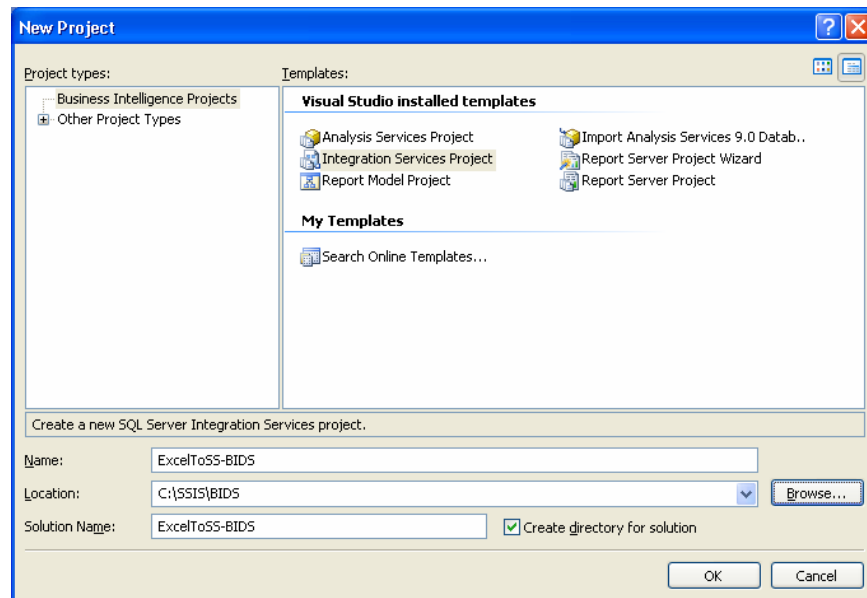 New Project
Project types:
Templates:
Business Intelligence Projects
Other Project Types
Visual Studio installed templates
Analysis Services Project
Import Analysis Services 9.0 Datab..
Integration Services Project
Report Server Project Wizard
Report Model Project
Report Server Project
My Templates
Search Online Templates...
Create a new SQL Server Integration Services project.
Name:
ExcelToSS-BIDS
Location:
C:\SSIS\BIDS
Browse...
Solution Name:
ExcelToSS-BIDS
Create directory for solution
OK
Cancel